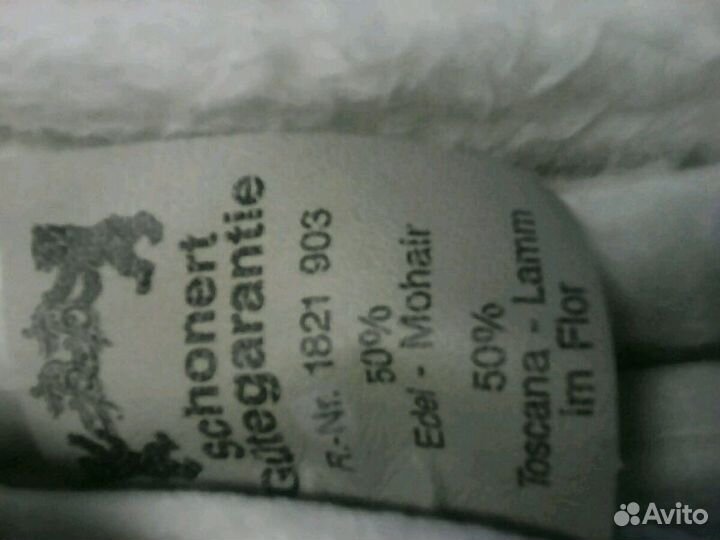 schonert
Gütegarantie
R.-Nr. 1821 903
50%
Edel - Mohair
50%
Toscana - Lamm
im Flor
Avito